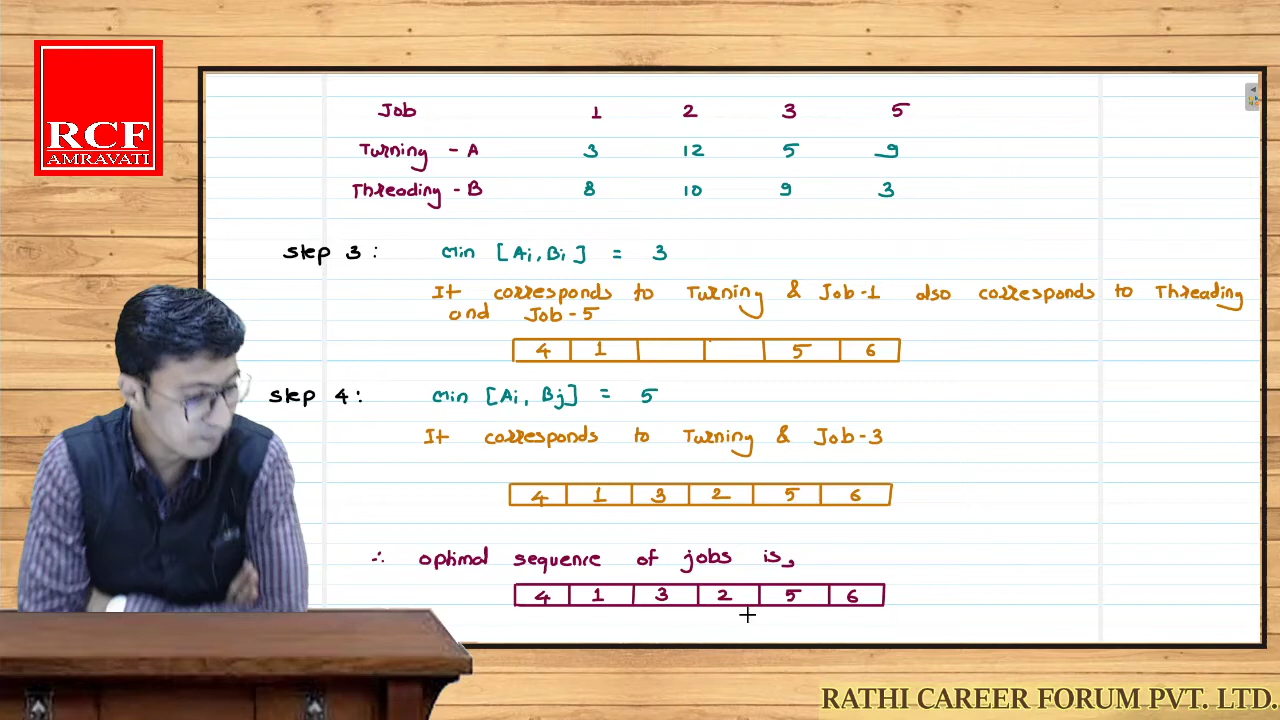 RCF
AMRAVATI
Job 1 2 3 5
Turning - A 3 12 5 9
Threading - B 8 10 9 3
step 3 : min [Ai, Bi] = 3
It corresponds to Turning & Job-1 also corresponds to Threading
and Job-5
4 1 5 6
step 4 : min [Ai, Bj] = 5
It corresponds to Turning & Job-3
4 1 3 2 5 6
∴ optimal sequence of jobs is,
4 1 3 2 5 6
RATHI CAREER FORUM PVT. LTD.